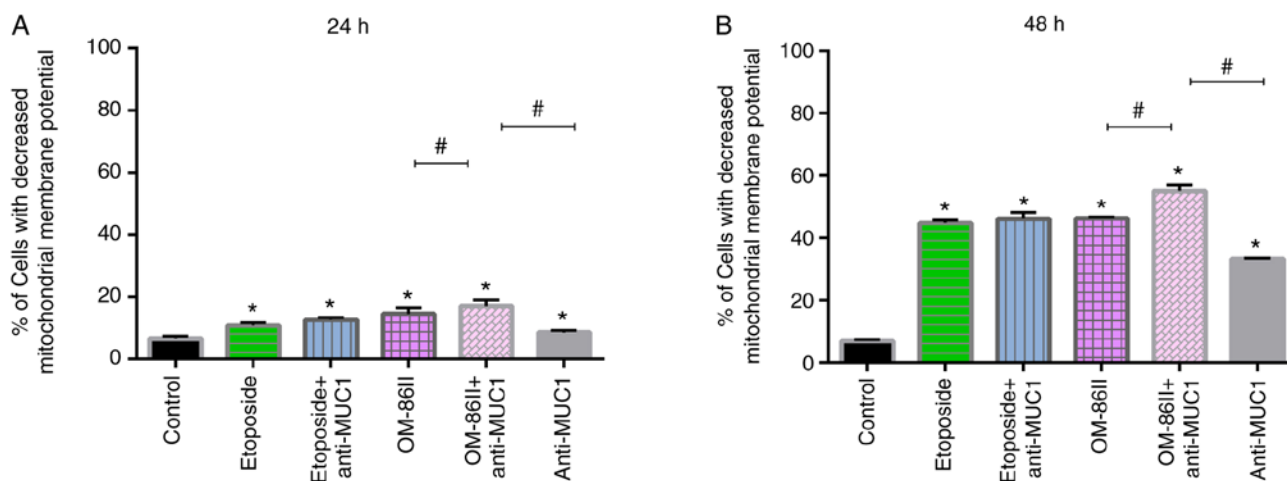 A
24 h
% of Cells with decreased
mitochondrial membrane potential
100
80
60
40
20
0
#
#
*
*
*
*
*
Control
Etoposide
Etoposide+
anti-MUC1
OM-86II
OM-86II+
anti-MUC1
Anti-MUC1
B
48 h
% of Cells with decreased
mitochondrial membrane potential
100
80
60
40
20
0
#
#
*
*
*
*
*
Control
Etoposide
Etoposide+
anti-MUC1
OM-86II
OM-86II+
anti-MUC1
Anti-MUC1